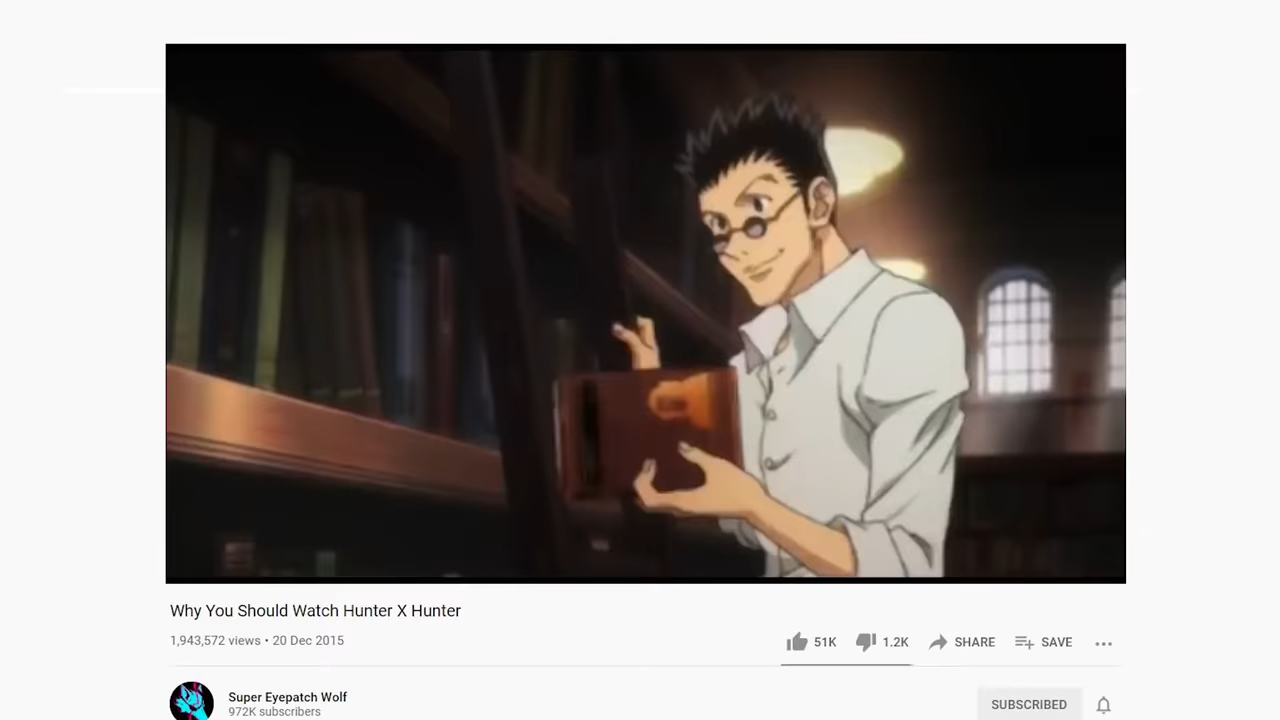 Why You Should Watch Hunter X Hunter
1,943,572 views • 20 Dec 2015
51K 1.2K SHARE SAVE
Super Eyepatch Wolf
972K subscribers
SUBSCRIBED